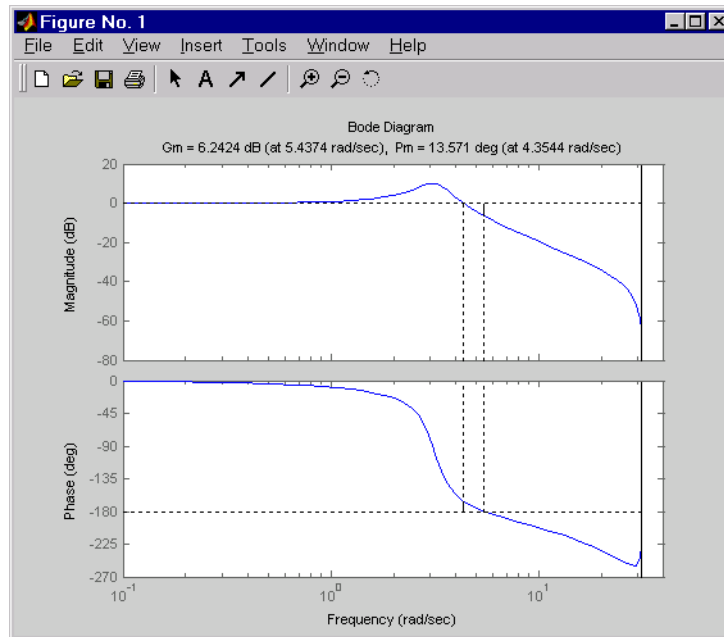 Figure No. 1
File Edit View Insert Tools Window Help
A
Bode Diagram
Gm = 6.2424 dB (at 5.4374 rad/sec), Pm = 13.571 deg (at 4.3544 rad/sec)
Magnitude (dB)
20
0
-20
-40
-60
-80
Phase (deg)
0
-45
-90
-135
-180
-225
-270
10^-1 10^0 10^1
Frequency (rad/sec)